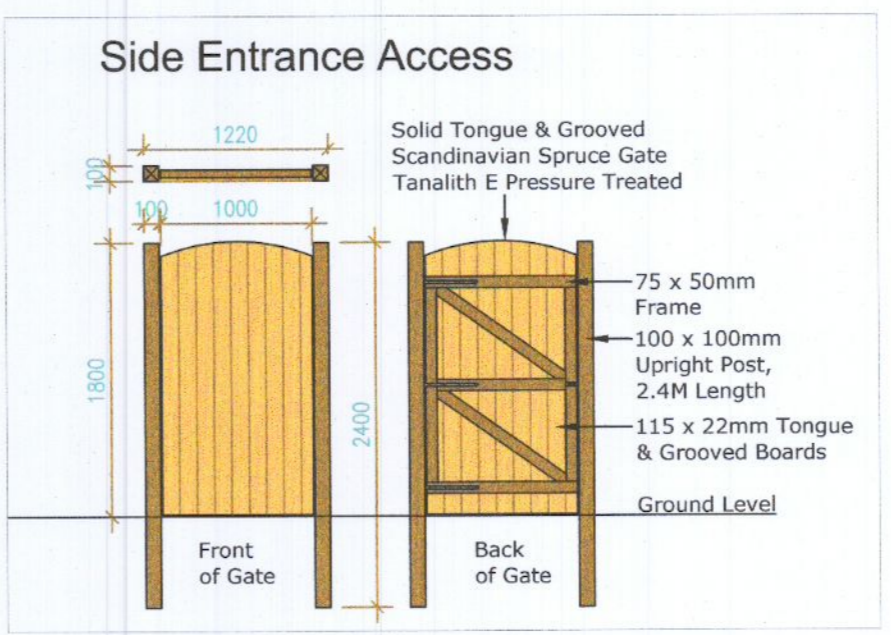 Side Entrance Access
1220
100
100
1000
1800
2400
Solid Tongue & Grooved
Scandinavian Spruce Gate
Tanalith E Pressure Treated
75 x 50mm
Frame
100 x 100mm
Upright Post,
2.4M Length
115 x 22mm Tongue
& Grooved Boards
Ground Level
Front
of Gate
Back
of Gate